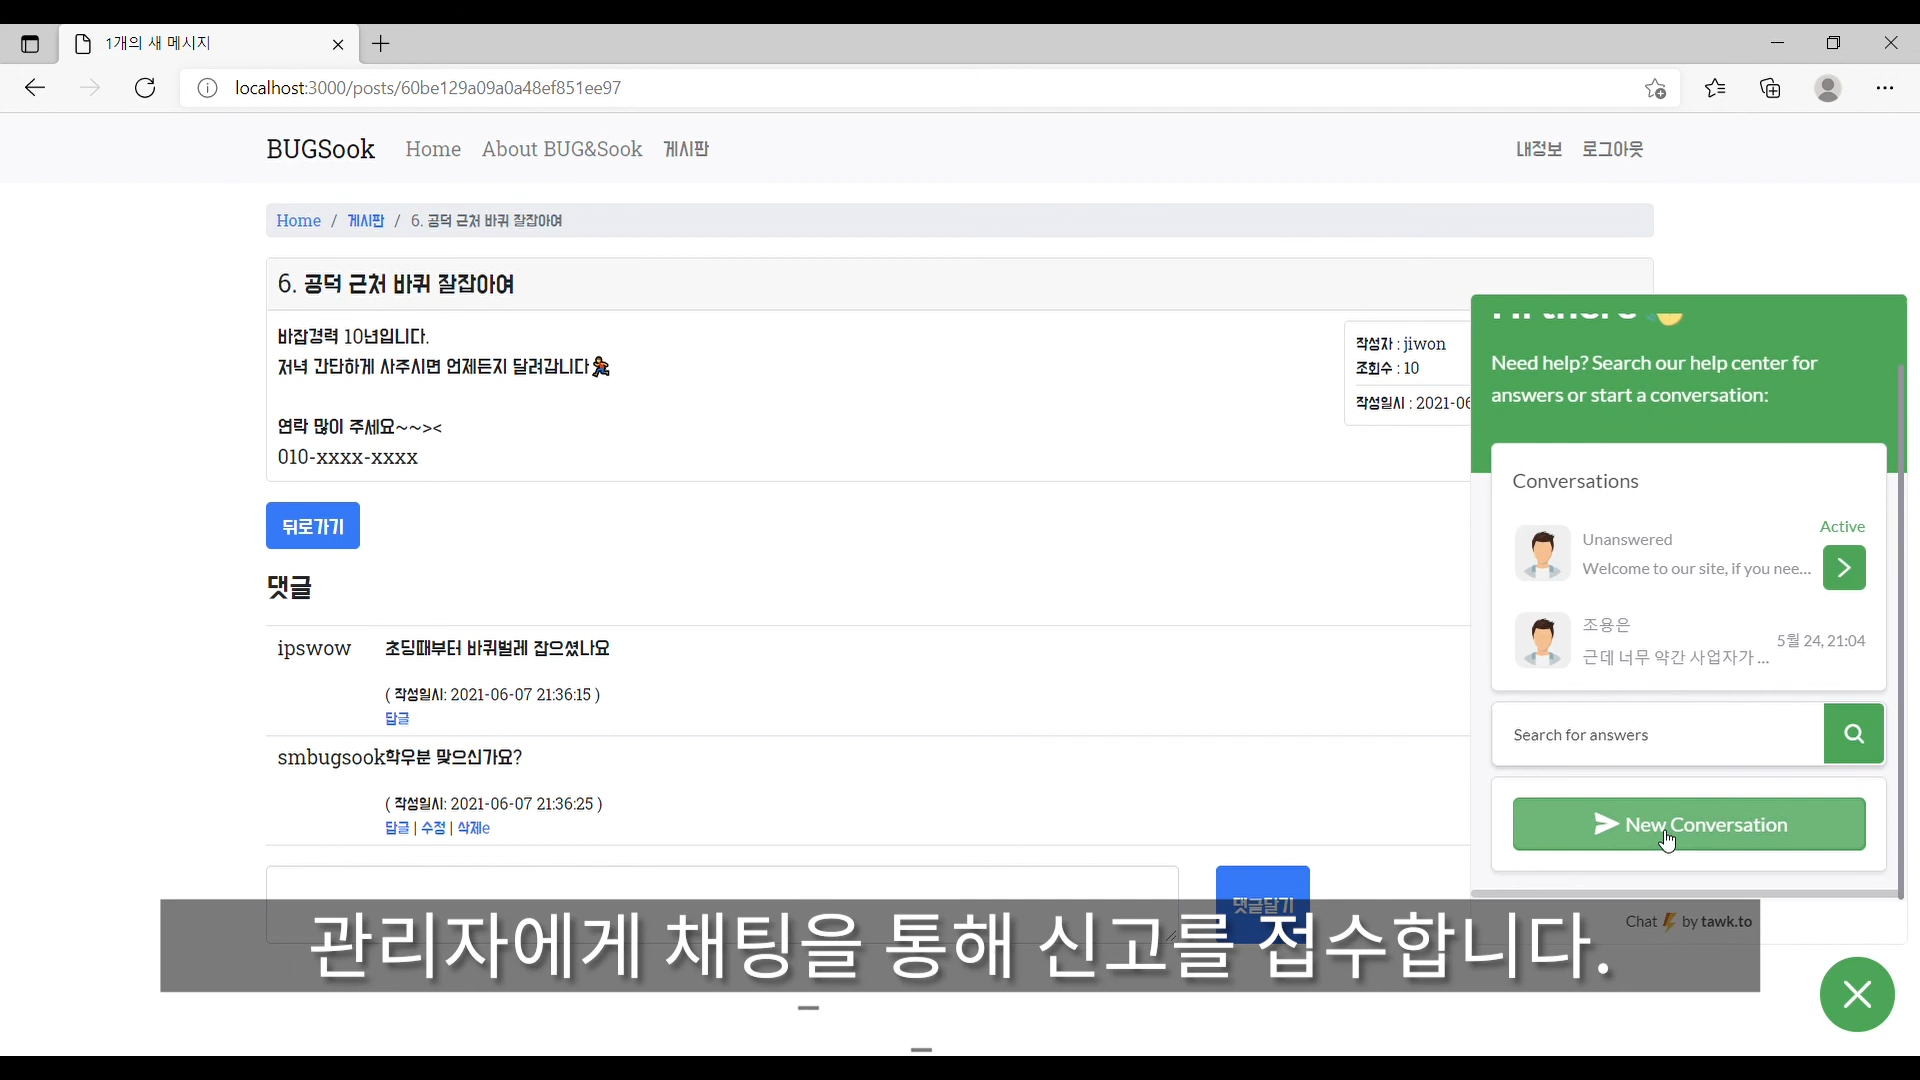 1개의 새 메시지
localhost:3000/posts/60be129a09a0a48ef851ee97
BUGSook Home About BUG&Sook 게시판 내정보 로그아웃
Home / 게시판 / 6. 공덕 근처 바퀴 잘잡아여
6. 공덕 근처 바퀴 잘잡아여
바잡경력 10년입니다.
저녁 간단하게 사주시면 언제든지 달려갑니다🏃
연락 많이 주세요~~><
010-xxxx-xxxx
작성자 : jiwon
조회수 : 10
작성일시 : 2021-06
뒤로가기
댓글
ipswow 초딩때부터 바퀴벌레 잡으셨나요
( 작성일시: 2021-06-07 21:36:15 )
답글
smbugsook학우분 맞으신가요?
( 작성일시: 2021-06-07 21:36:25 )
답글 | 수정 | 삭제e
댓글달기
Need help? Search our help center for
answers or start a conversation:
Conversations
Active
Unanswered
Welcome to our site, if you nee...
조용은
5월 24, 21:04
근데 너무 약간 사업자가 ...
Search for answers
New Conversation
Chat ⚡ by tawk.to
관리자에게 채팅을 통해 신고를 접수합니다.